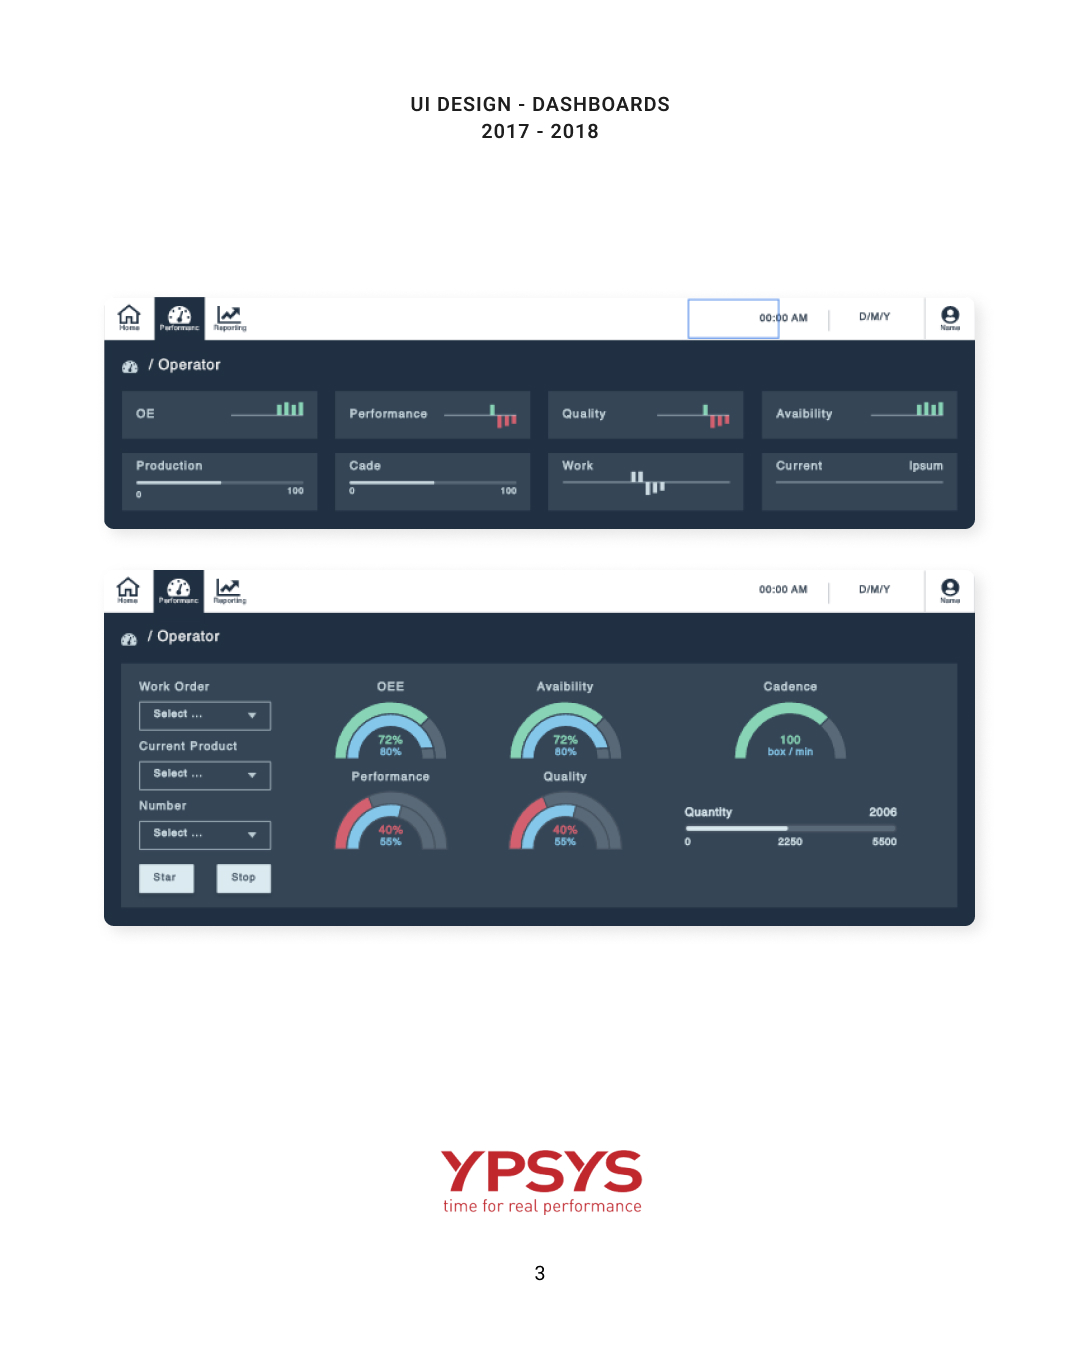 UI DESIGN - DASHBOARDS
2017 - 2018
Home
Performanc
Reporting
00:00 AM
D/M/Y
Name
/ Operator
OE
Performance
Quality
Avaibility
Production
0
100
Cade
0
100
Work
Current
Ipsum
Home
Performanc
Reporting
00:00 AM
D/M/Y
Name
/ Operator
Work Order
Select ...
Current Product
Select ...
Number
Select ...
Star
Stop
OEE
72%
80%
Avaibility
72%
80%
Cadence
100
box / min
Performance
40%
55%
Quality
40%
55%
Quantity
2006
0
2250
5500
YPSYS
time for real performance
3